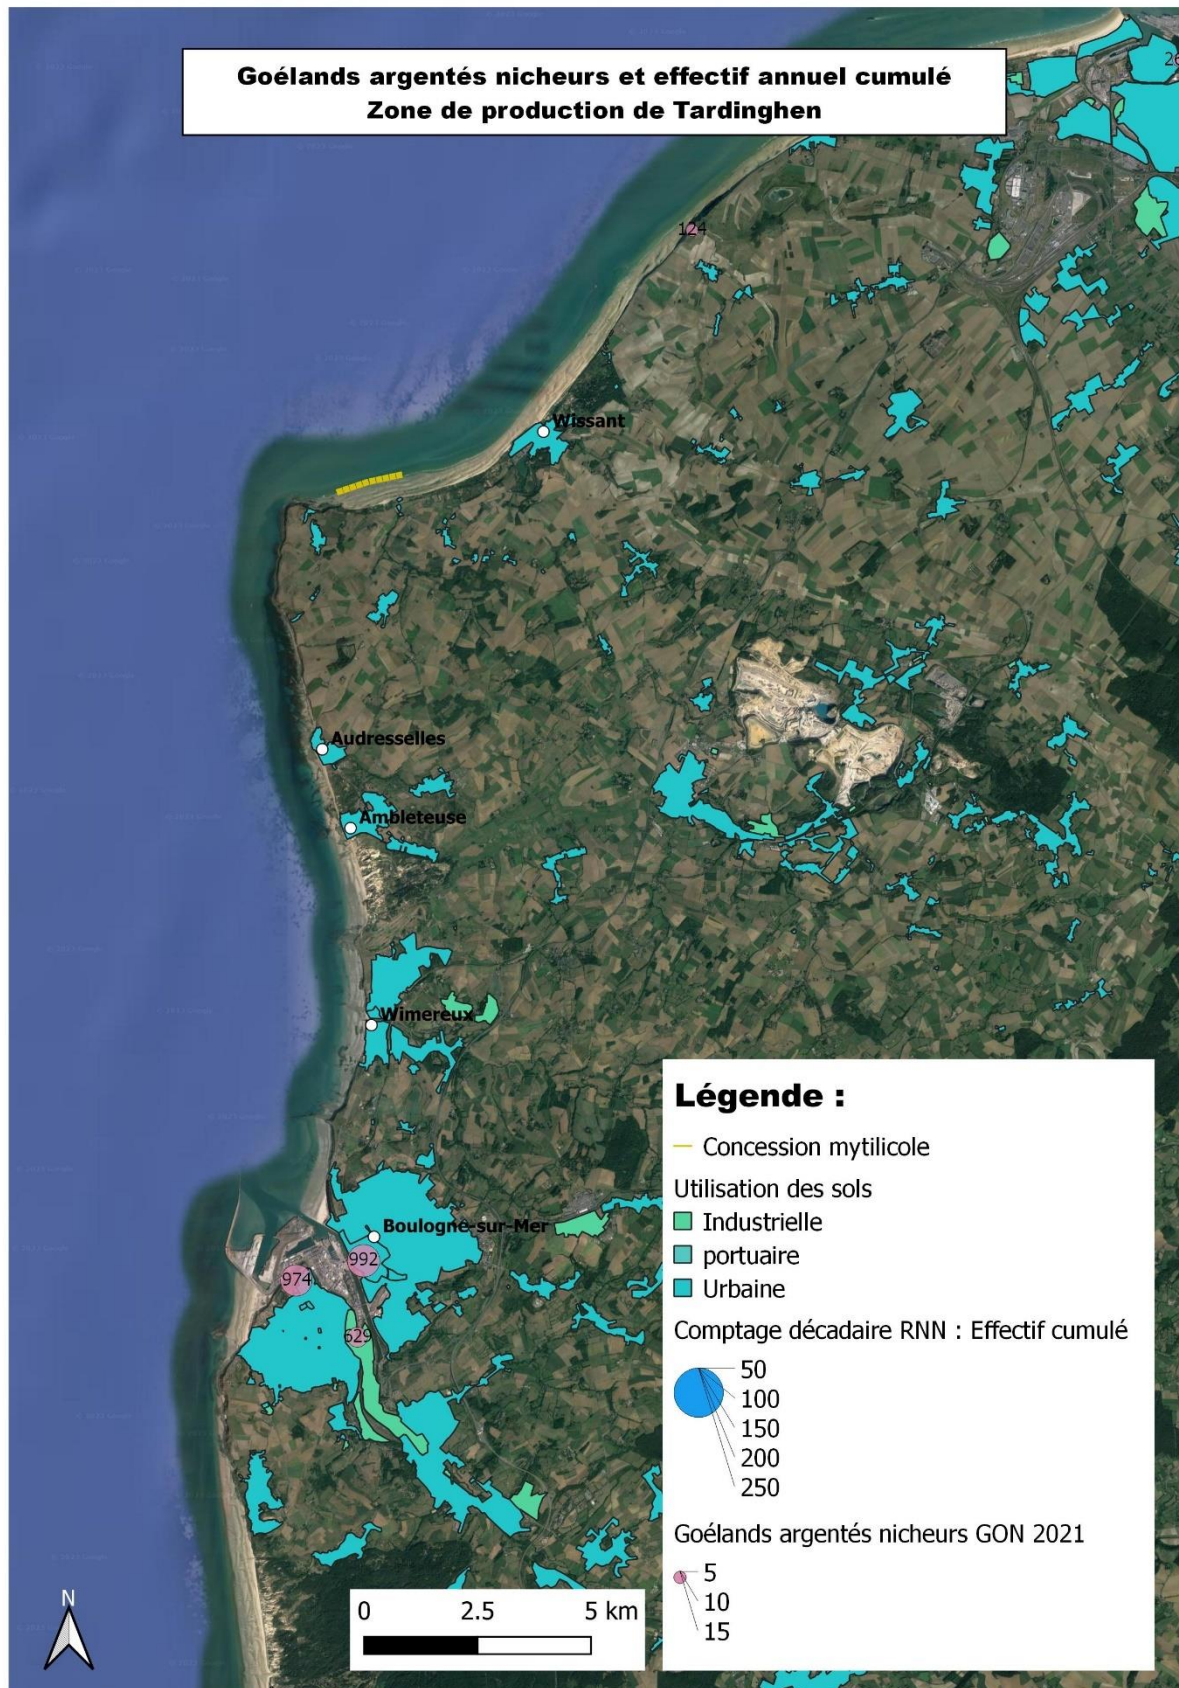 Goélands argentés nicheurs et effectif annuel cumulé
Zone de production de Tardinghen
124
Wissant
Audresselles
Ambleteuse
Wimereux
Boulogne-sur-Mer
992
974
629
Légende :
Concession mytilicole
Utilisation des sols
Industrielle
portuaire
Urbaine
Comptage décadaire RNN : Effectif cumulé
50
100
150
200
250
Goélands argentés nicheurs GON 2021
5
10
15
N
0 2.5 5 km